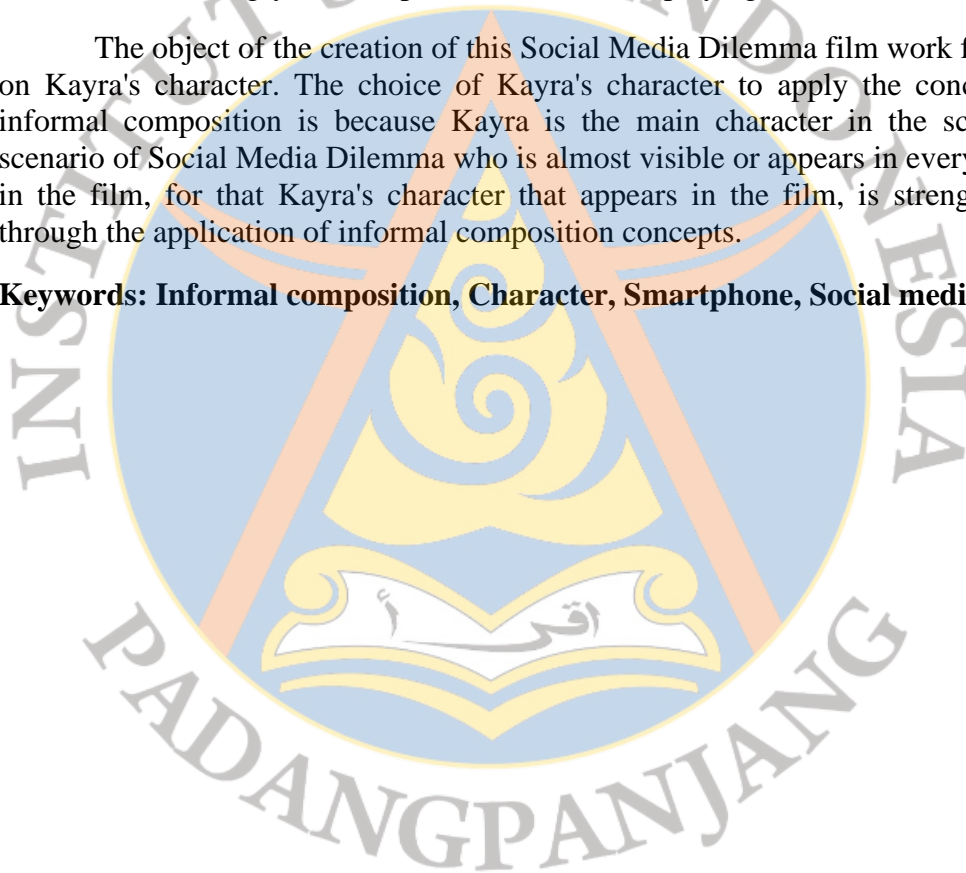 The object of the creation of this Social Media Dilemma film work f
on Kayra's character. The choice of Kayra's character to apply the conc
informal composition is because Kayra is the main character in the sc
scenario of Social Media Dilemma who is almost visible or appears in every
in the film, for that Kayra's character that appears in the film, is streng
through the application of informal composition concepts.
Keywords: Informal composition, Character, Smartphone, Social medi
INSTITUT
INDONESIA
اقرأ
PADANGPANJANG